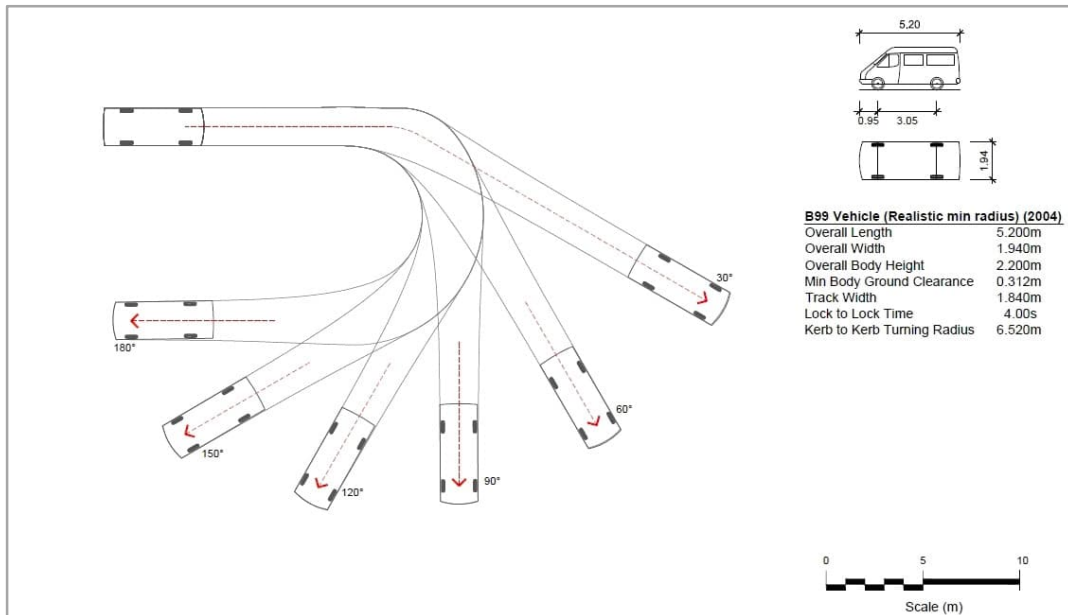 5.20
0.95 3.05
1.94
B99 Vehicle (Realistic min radius) (2004)
Overall Length 5.200m
Overall Width 1.940m
Overall Body Height 2.200m
Min Body Ground Clearance 0.312m
Track Width 1.840m
Lock to Lock Time 4.00s
Kerb to Kerb Turning Radius 6.520m
30°
60°
90°
120°
150°
180°
0 5 10
Scale (m)